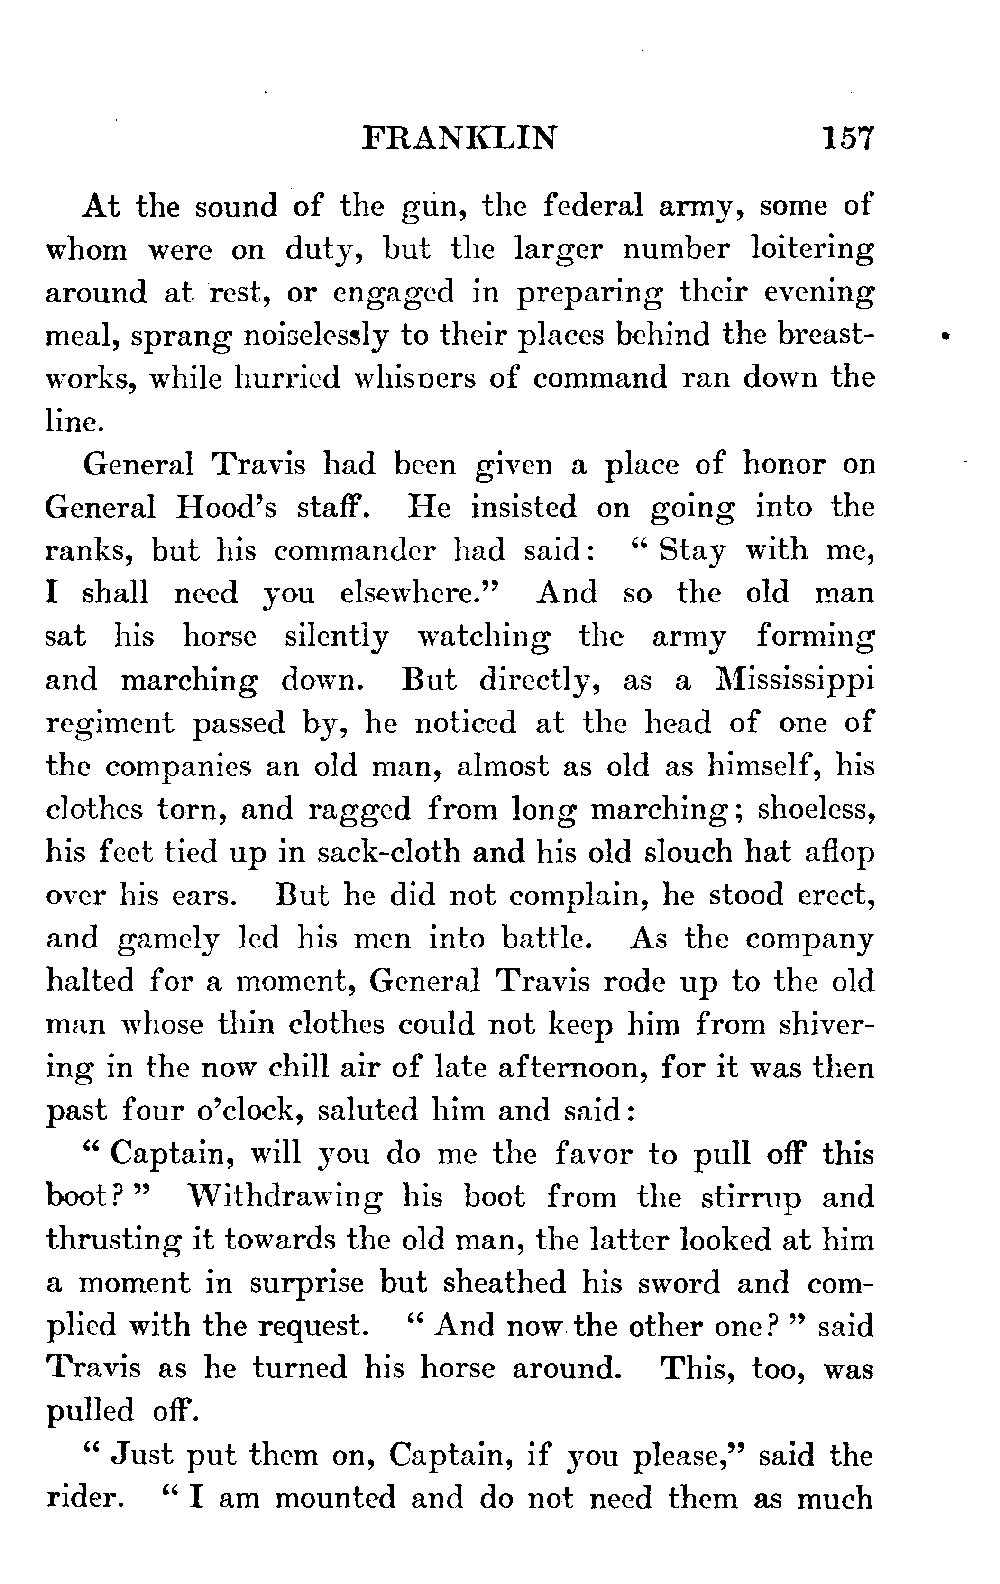 FRANKLIN 157
At the sound of the gun, the federal army, some of
whom were on duty, but the larger number loitering
around at rest, or engaged in preparing their evening
meal, sprang noiselessly to their places behind the breast-
works, while hurried whispers of command ran down the
line.
General Travis had been given a place of honor on
General Hood's staff. He insisted on going into the
ranks, but his commander had said: “ Stay with me,
I shall need you elsewhere.” And so the old man
sat his horse silently watching the army forming
and marching down. But directly, as a Mississippi
regiment passed by, he noticed at the head of one of
the companies an old man, almost as old as himself, his
clothes torn, and ragged from long marching; shoeless,
his feet tied up in sack-cloth and his old slouch hat aflop
over his ears. But he did not complain, he stood erect,
and gamely led his men into battle. As the company
halted for a moment, General Travis rode up to the old
man whose thin clothes could not keep him from shiver-
ing in the now chill air of late afternoon, for it was then
past four o'clock, saluted him and said:
“ Captain, will you do me the favor to pull off this
boot? ” Withdrawing his boot from the stirrup and
thrusting it towards the old man, the latter looked at him
a moment in surprise but sheathed his sword and com-
plied with the request. “ And now the other one? ” said
Travis as he turned his horse around. This, too, was
pulled off.
“ Just put them on, Captain, if you please,” said the
rider. “ I am mounted and do not need them as much